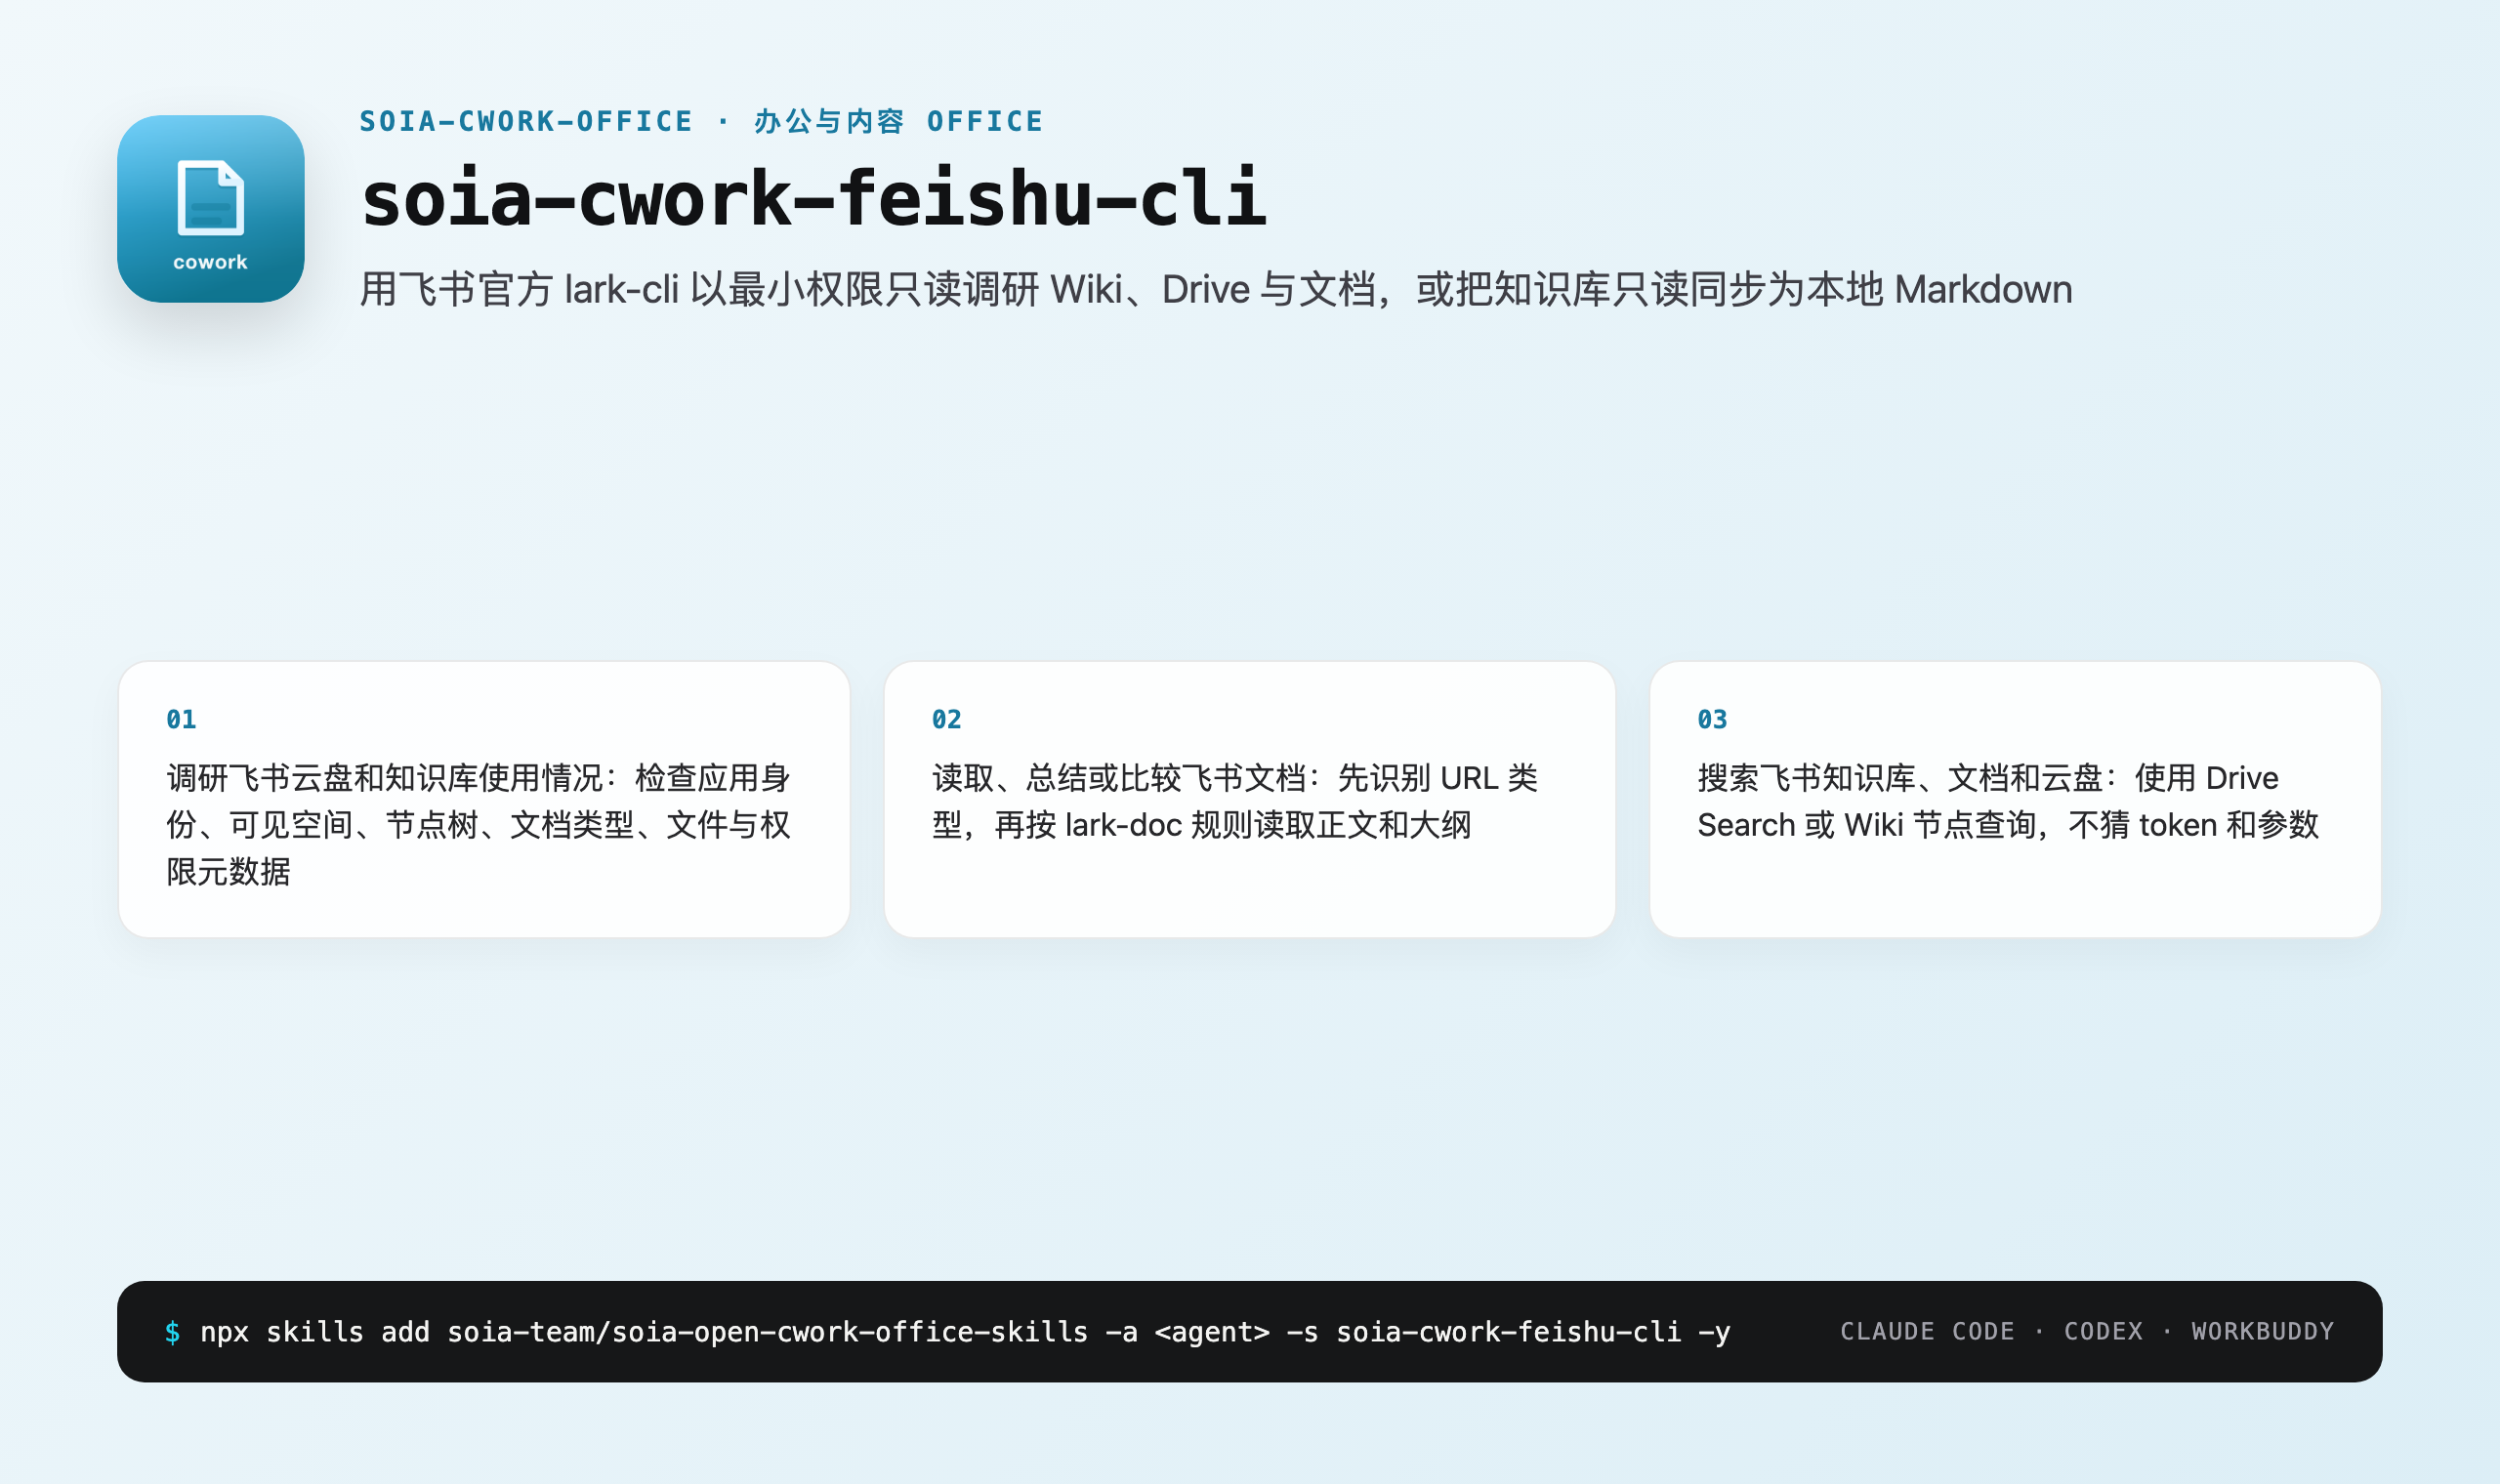 SOIA-CWORK-OFFICE · 办公与内容 OFFICE
soia-cwork-feishu-cli
cowork
用飞书官方 lark-cli 以最小权限只读调研 Wiki、Drive 与文档，或把知识库只读同步为本地 Markdown
01
调研飞书云盘和知识库使用情况：检查应用身
份、可见空间、节点树、文档类型、文件与权
限元数据
02
读取、总结或比较飞书文档：先识别 URL 类
型，再按 lark-doc 规则读取正文和大纲
03
搜索飞书知识库、文档和云盘：使用 Drive
Search 或 Wiki 节点查询，不猜 token 和参数
$ npx skills add soia-team/soia-open-cwork-office-skills -a <agent> -s soia-cwork-feishu-cli -y
CLAUDE CODE · CODEX · WORKBUDDY